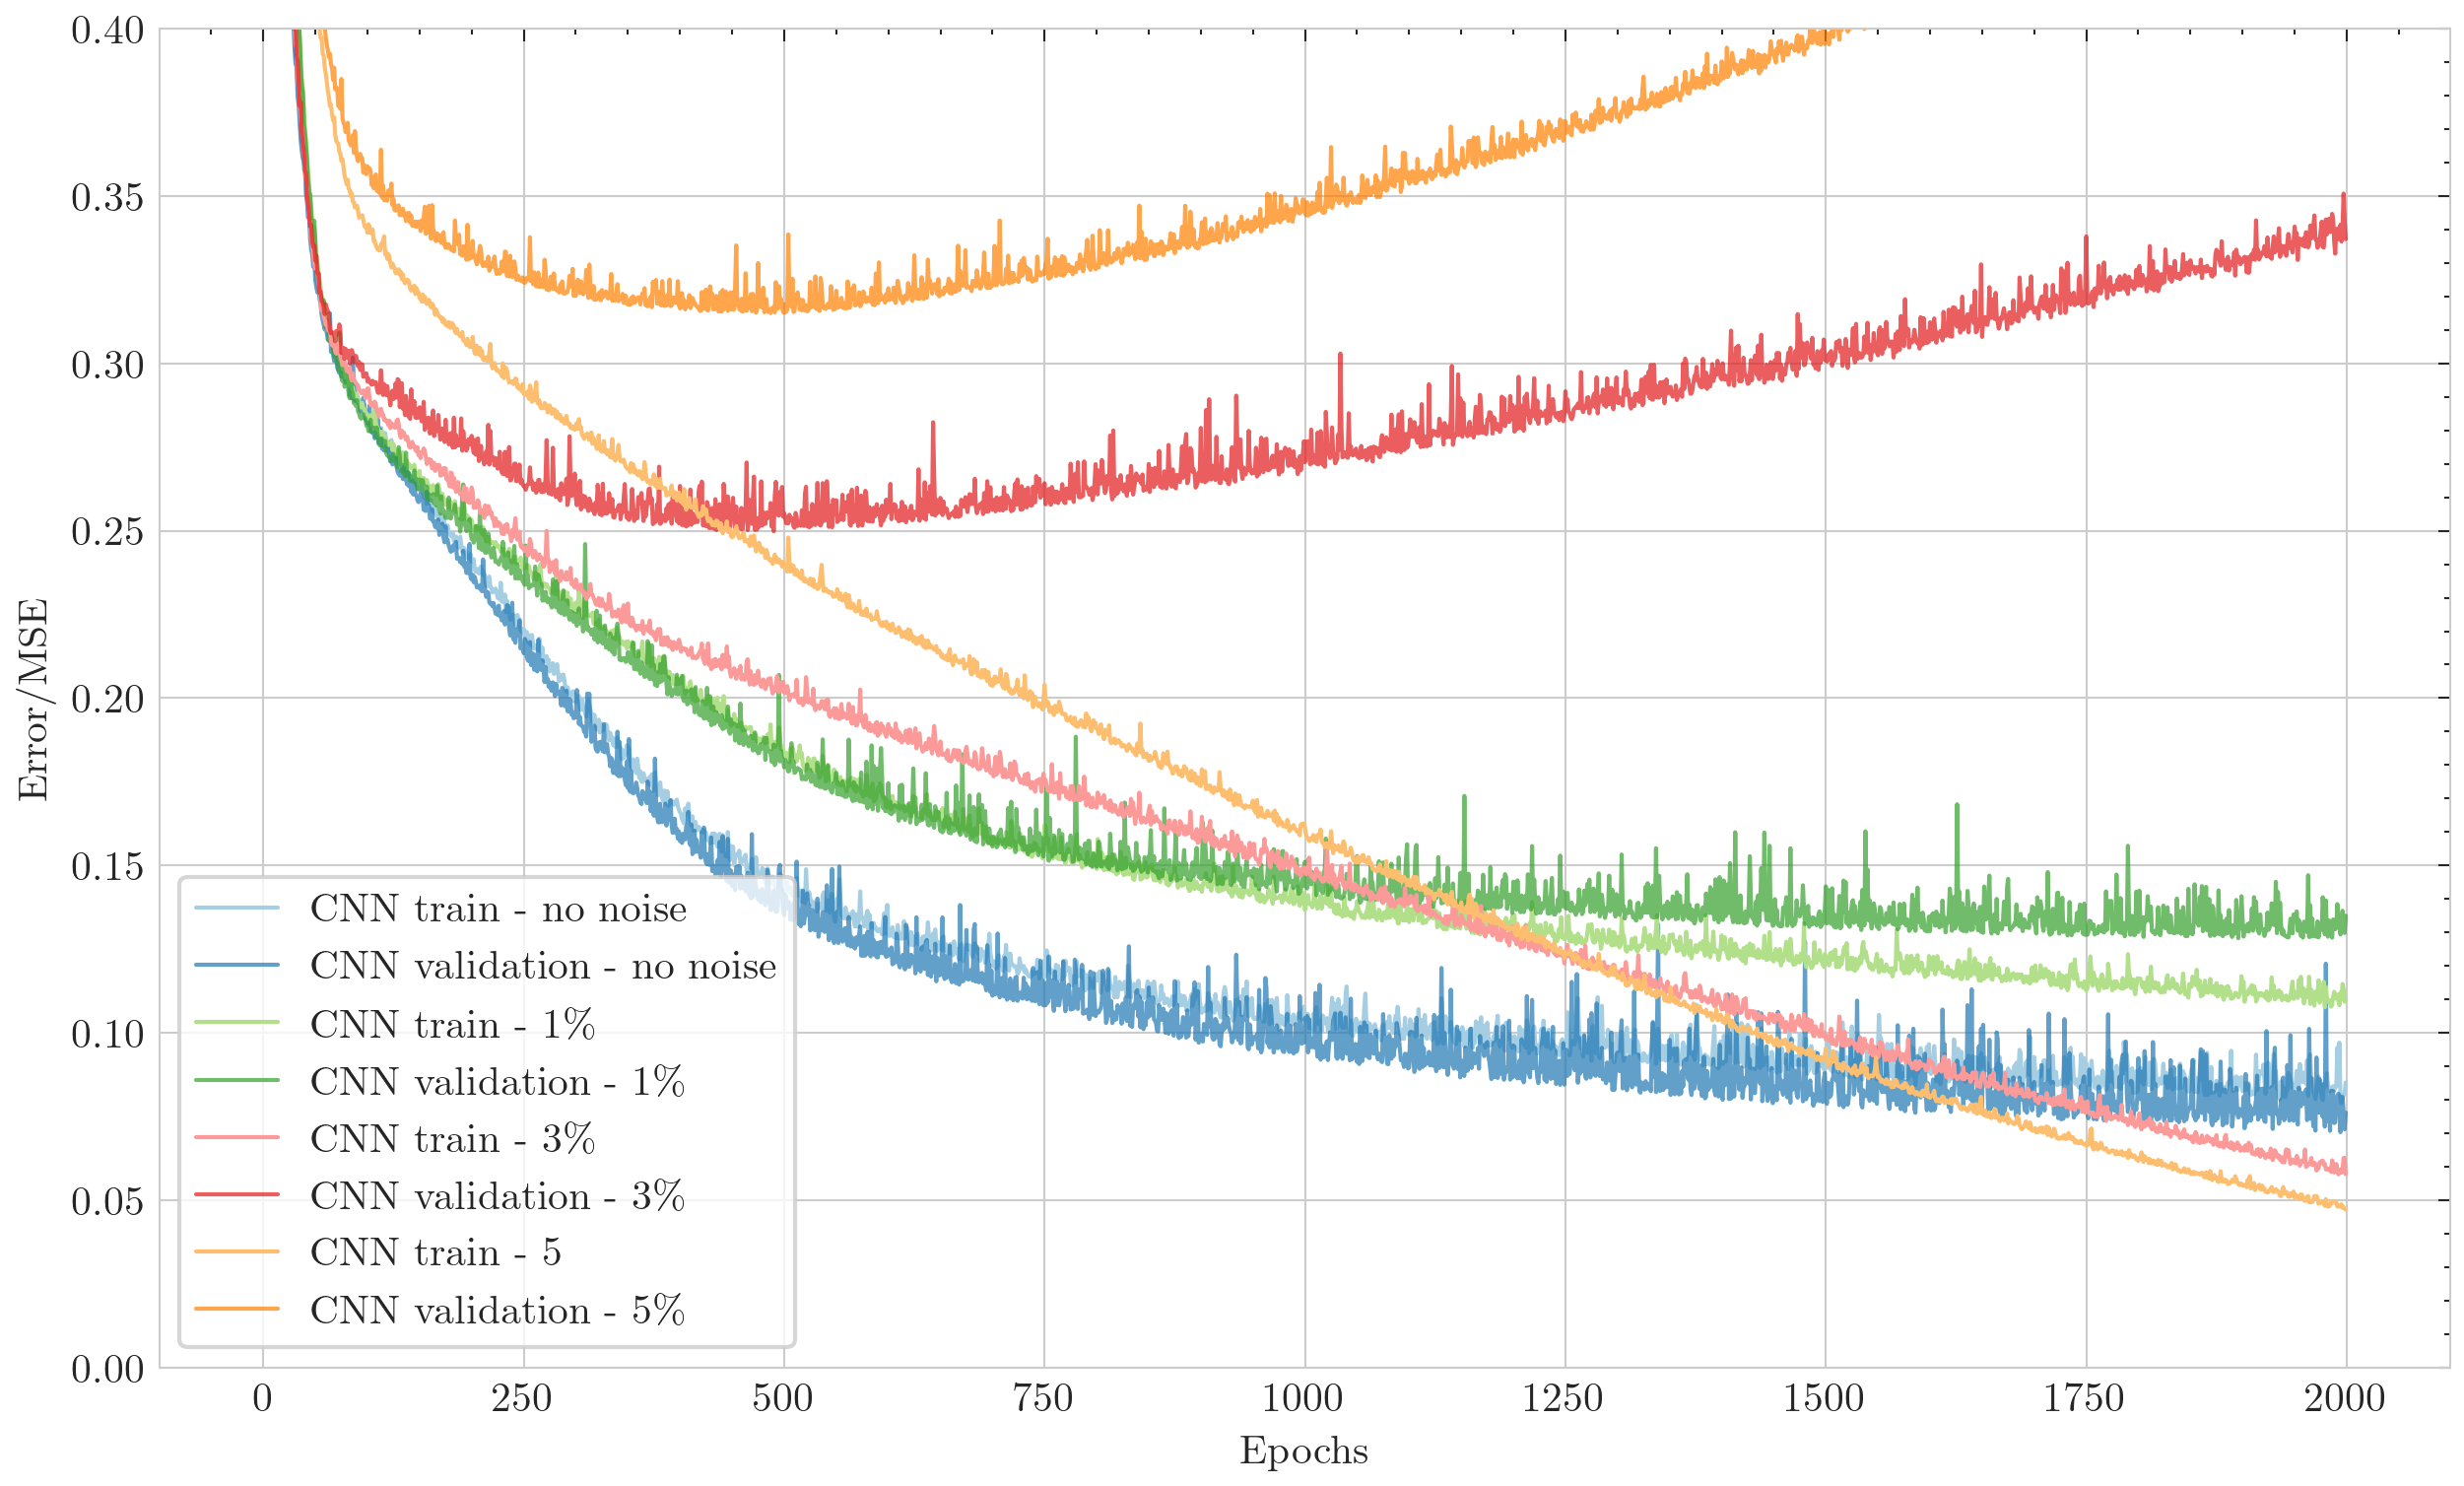 0.40
0.35
0.30
0.25
0.20
0.15
0.10
0.05
0.00
Error/MSE
CNN train - no noise
CNN validation - no noise
CNN train - 1%
CNN validation - 1%
CNN train - 3%
CNN validation - 3%
CNN train - 5
CNN validation - 5%
0 250 500 750 1000 1250 1500 1750 2000
Epochs